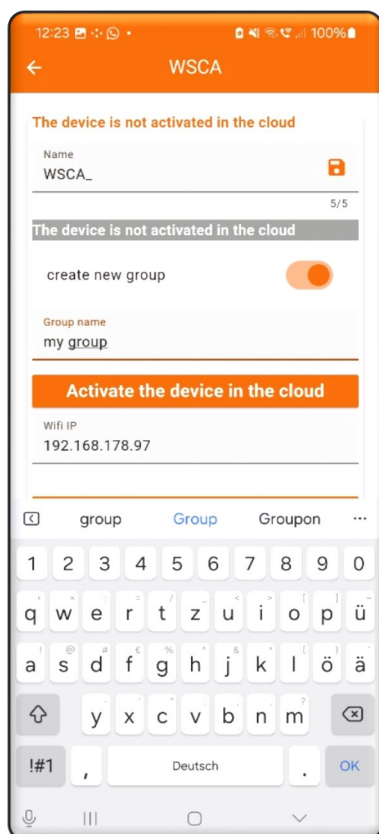 12:23
100%
WSCA
The device is not activated in the cloud
Name
WSCA_
5/5
The device is not activated in the cloud
create new group
Group name
my group
Activate the device in the cloud
Wifi IP
192.168.178.97
group Group Groupon ...
1 2 3 4 5 6 7 8 9 0
q w e r t z u i o p ü
a s d f g h j k l ö ä
y x c v b n m
!#1 , Deutsch . OK